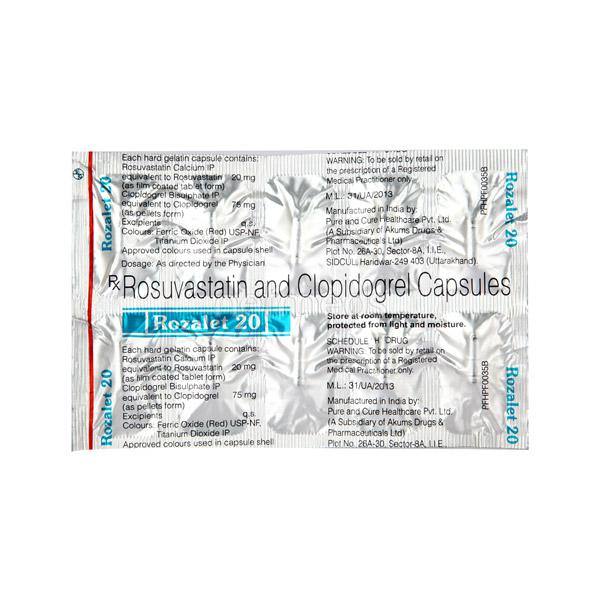 Each hard gelatin capsule contains:
Rosuvastatin Calcium IP
equivalent to Rosuvastatin 20 mg
(as film coated tablet form)
Clopidogrel Bisulphate IP
equivalent to Clopidogrel 75 mg
(as pellets form)
Excipients q.s.
Colours: Ferric Oxide (Red) USP-NF,
Titanium Dioxide IP
Approved colours used in capsule shell
Dosage: As directed by the Physician
WARNING: To be sold by retail on
the prescription of a Registered
Medical Practitioner only.
M.L.: 31/UA/2013
Manufactured in India by:
Pure and Cure Healthcare Pvt. Ltd.
(A Subsidiary of Akums Drugs &
Pharmaceuticals Ltd)
Plot No. 26A-30, Sector-8A, I.I.E.,
SIDCUL, Haridwar-249 403 (Uttarakhand).
PFHPF0035B
Rozalet 20
Rozalet 20
Rx Rosuvastatin and Clopidogrel Capsules
Rozalet 20
Store at room temperature,
protected from light and moisture.
Each hard gelatin capsule contains:
Rosuvastatin Calcium IP
equivalent to Rosuvastatin 20 mg
(as film coated tablet form)
Clopidogrel Bisulphate IP
equivalent to Clopidogrel 75 mg
(as pellets form)
Excipients q.s.
Colours: Ferric Oxide (Red) USP-NF,
Titanium Dioxide IP
Approved colours used in capsule shell
SCHEDULE H DRUG
WARNING: To be sold by retail on
the prescription of a Registered
Medical Practitioner only.
M.L.: 31/UA/2013
Manufactured in India by:
Pure and Cure Healthcare Pvt. Ltd.
(A Subsidiary of Akums Drugs &
Pharmaceuticals Ltd)
Plot No. 26A-30, Sector-8A, I.I.E.,
PFHPF0035B
Rozalet 20
Rozalet 20